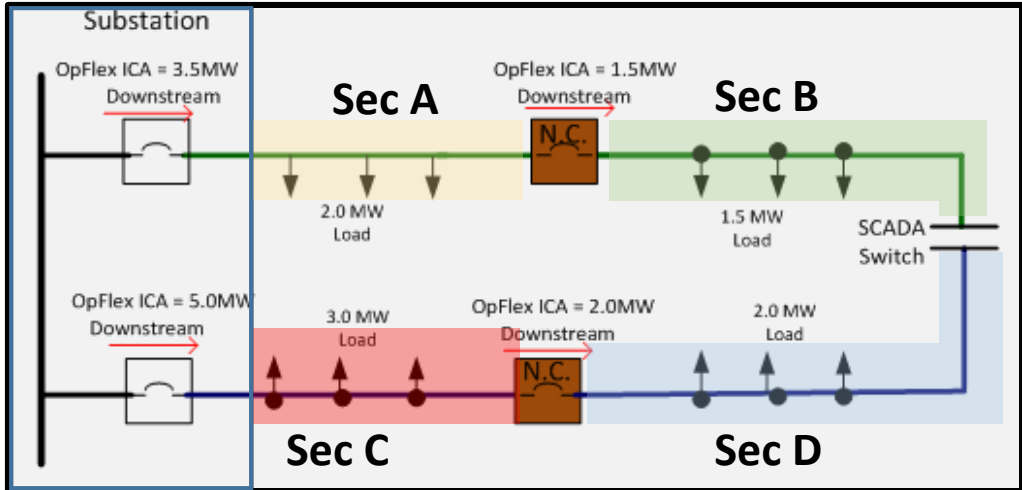 Substation
OpFlex ICA = 3.5MW
Downstream
Sec A
OpFlex ICA = 1.5MW
Downstream
Sec B
N.C.
2.0 MW
Load
1.5 MW
Load
SCADA
Switch
OpFlex ICA = 5.0MW
Downstream
3.0 MW
Load
OpFlex ICA = 2.0MW
Downstream
2.0 MW
Load
N.C.
Sec C
Sec D